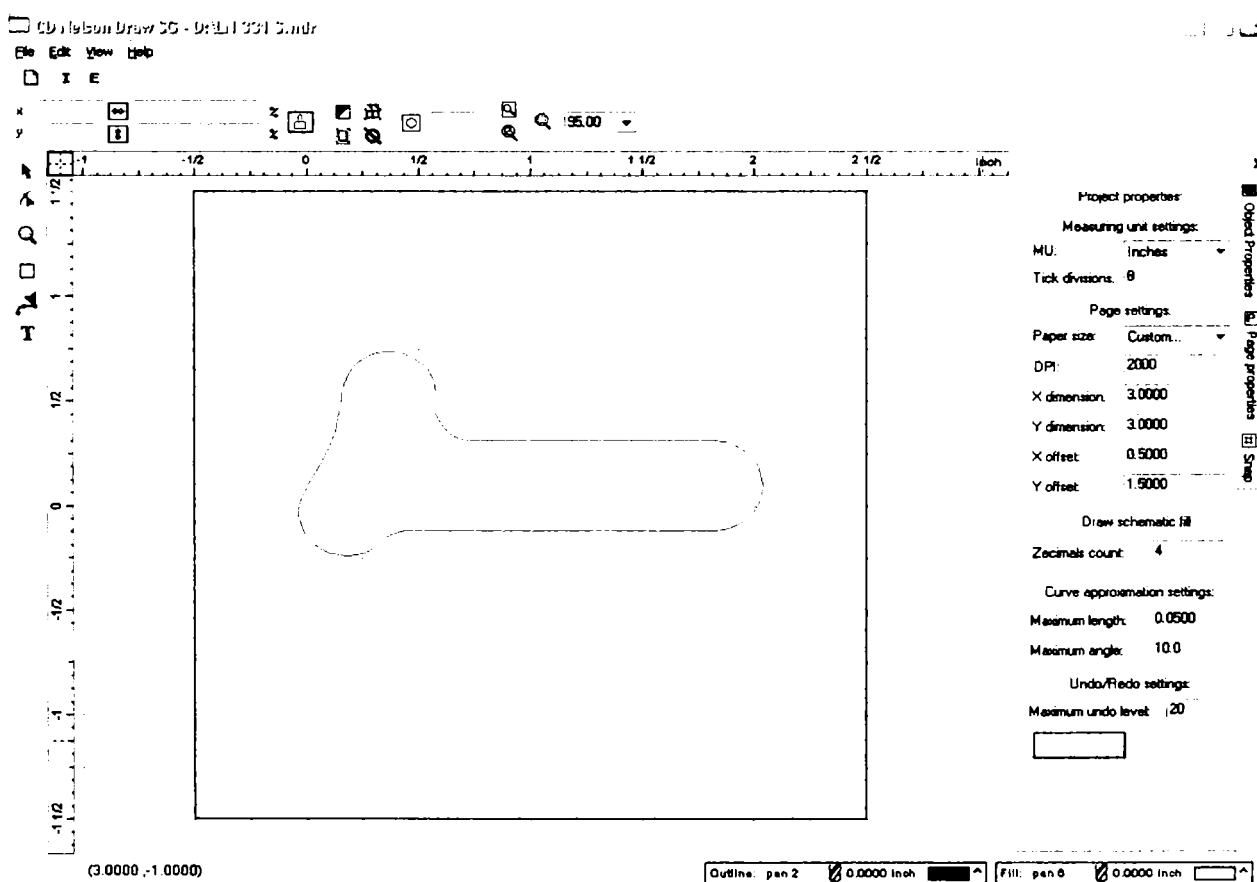 CD Nelson Draw SG - D:\
File Edit View Help
I E
x %
y %
95.00
-1 -1/2 0 1/2 1 1 1/2 2 2 1/2 Inch
1 1/2
1
1/2
0
-1/2
-1
-1 1/2
T
Project properties
Measuring unit settings:
MU: Inches
Tick divisions. 8
Page settings.
Paper size: Custom...
DPI: 2000
X dimension. 3.0000
Y dimension: 3.0000
X offset: 0.5000
Y offset: 1.5000
Draw schematic fill
Zecimals count: 4
Curve approximation settings:
Maximum length: 0.0500
Maximum angle: 10.0
Undo/Redo settings:
Maximum undo level: 20
Object Properties
Page properties
Snap
(3.0000 ,-1.0000)
Outline: pen 2 0.0000 Inch
Fill: pen 6 0.0000 Inch